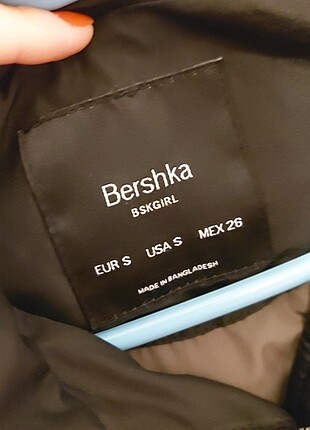 Bershka
BSKGIRL
EUR S USA S MEX 26
MADE IN BANGLADESH